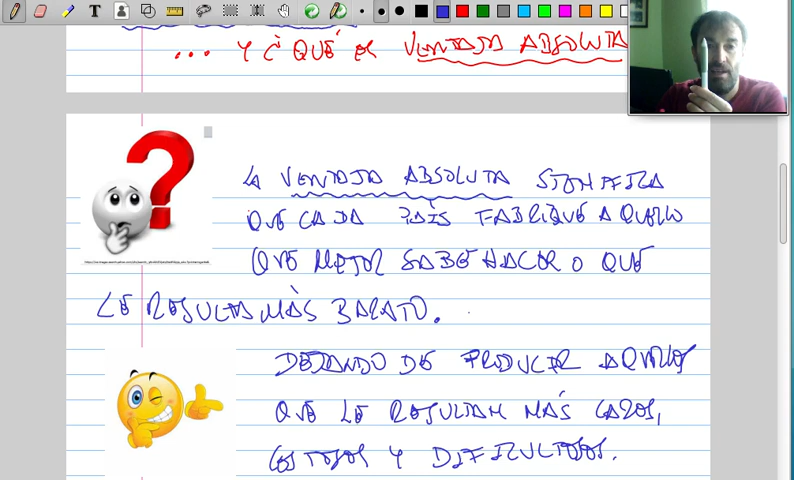 ... Y ¿QUÉ ES VENTAJA ABSOLUTA
LA VENTAJA ABSOLUTA SIGNIFICA
QUE CADA PAÍS FABRIQUE AQUELLO
QUE MEJOR SABE HACER O QUE
LE RESULTA MÁS BARATO.
DEJANDO DE PRODUCIR AQUELLOS
QUE LE RESULTAN MÁS CAROS,
COSTOSOS Y DIFICULTOSOS.